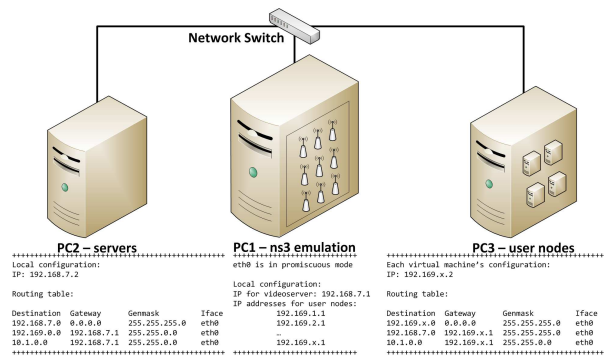 Network Switch
PC2 – servers
++++++++++++++++++++++++++++++++++++++++++++++
Local configuration:
IP: 192.168.7.2
Routing table:
Destination Gateway Genmask Iface
192.168.7.0 0.0.0.0 255.255.255.0 eth0
192.169.0.0 192.168.7.1 255.255.0.0 eth0
10.1.0.0 192.168.7.1 255.255.0.0 eth0
++++++++++++++++++++++++++++++++++++++++++++++
PC1 – ns3 emulation
++++++++++++++++++++++++++++++++
eth0 is in promiscuous mode
Local configuration:
IP for videoserver: 192.168.7.1
IP addresses for user nodes:
192.169.1.1
192.169.2.1
…
192.169.x.1
++++++++++++++++++++++++++++++++
PC3 – user nodes
++++++++++++++++++++++++++++++++++++++++++++++
Each virtual machine's configuration:
IP: 192.169.x.2
Routing table:
Destination Gateway Genmask Iface
192.169.x.0 0.0.0.0 255.255.255.0 eth0
192.168.7.0 192.169.x.1 255.255.255.0 eth0
10.1.0.0 192.169.x.1 255.255.0.0 eth0
++++++++++++++++++++++++++++++++++++++++++++++